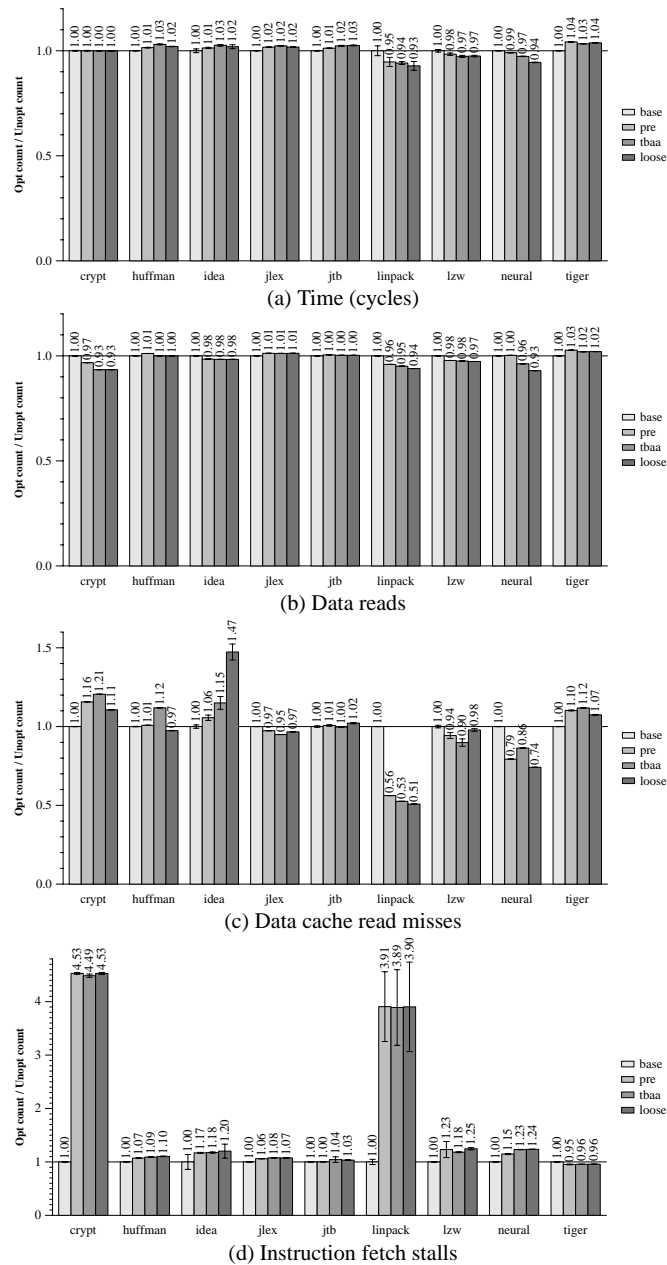 Opt count / Unopt count
1.0
0.5
0.0
1.00 1.00 1.00 1.00
1.00 1.01 1.03 1.02
1.00 1.01 1.03 1.02
1.00 1.02 1.02 1.02
1.00 1.01 1.02 1.03
1.00 0.95 0.94 0.93
1.00 0.98 0.97 0.97
1.00 0.99 0.97 0.94
1.00 1.04 1.03 1.04
base
pre
tbaa
loose
crypt huffman idea jlex jtb linpack lzw neural tiger
(a) Time (cycles)
Opt count / Unopt count
1.0
0.5
0.0
1.00 0.97 0.93 0.93
1.00 1.01 1.00 1.00
1.00 0.98 0.98 0.98
1.00 1.01 1.01 1.01
1.00 1.00 1.00 1.00
1.00 0.96 0.95 0.94
1.00 0.98 0.98 0.97
1.00 1.00 0.96 0.93
1.00 1.03 1.02 1.02
base
pre
tbaa
loose
crypt huffman idea jlex jtb linpack lzw neural tiger
(b) Data reads
Opt count / Unopt count
1.5
1.0
0.5
0.0
1.00 1.16 1.21 1.11
1.00 1.01 1.12 0.97
1.00 1.06 1.15 1.47
1.00 0.97 0.95 0.97
1.00 1.01 1.00 1.02
1.00 0.56 0.53 0.51
1.00 0.94 0.90 0.98
1.00 0.79 0.86 0.74
1.00 1.10 1.12 1.07
base
pre
tbaa
loose
crypt huffman idea jlex jtb linpack lzw neural tiger
(c) Data cache read misses
Opt count / Unopt count
4
2
1
0
1.00 4.53 4.49 4.53
1.00 1.07 1.09 1.10
1.00 1.17 1.18 1.20
1.00 1.06 1.08 1.07
1.00 1.00 1.04 1.03
1.00 3.91 3.89 3.90
1.00 1.23 1.18 1.25
1.00 1.15 1.23 1.24
1.00 0.95 0.96 0.96
base
pre
tbaa
loose
crypt huffman idea jlex jtb linpack lzw neural tiger
(d) Instruction fetch stalls